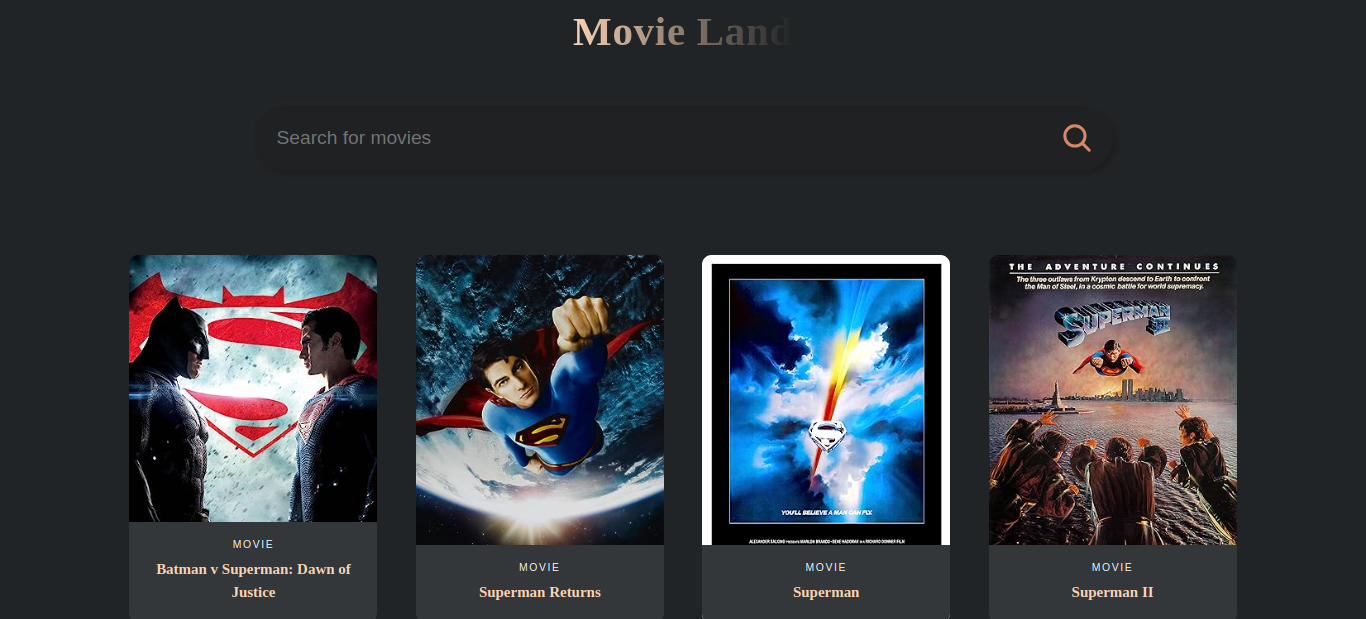 Movie Land
Search for movies
THE ADVENTURE CONTINUES
The three outlaws from Krypton descend to Earth to confront
the Man of Steel, in a cosmic battle for world supremacy.
SUPERMAN II
YOU'LL BELIEVE A MAN CAN FLY.
MOVIE
Batman v Superman: Dawn of
Justice
MOVIE
Superman Returns
MOVIE
Superman
MOVIE
Superman II